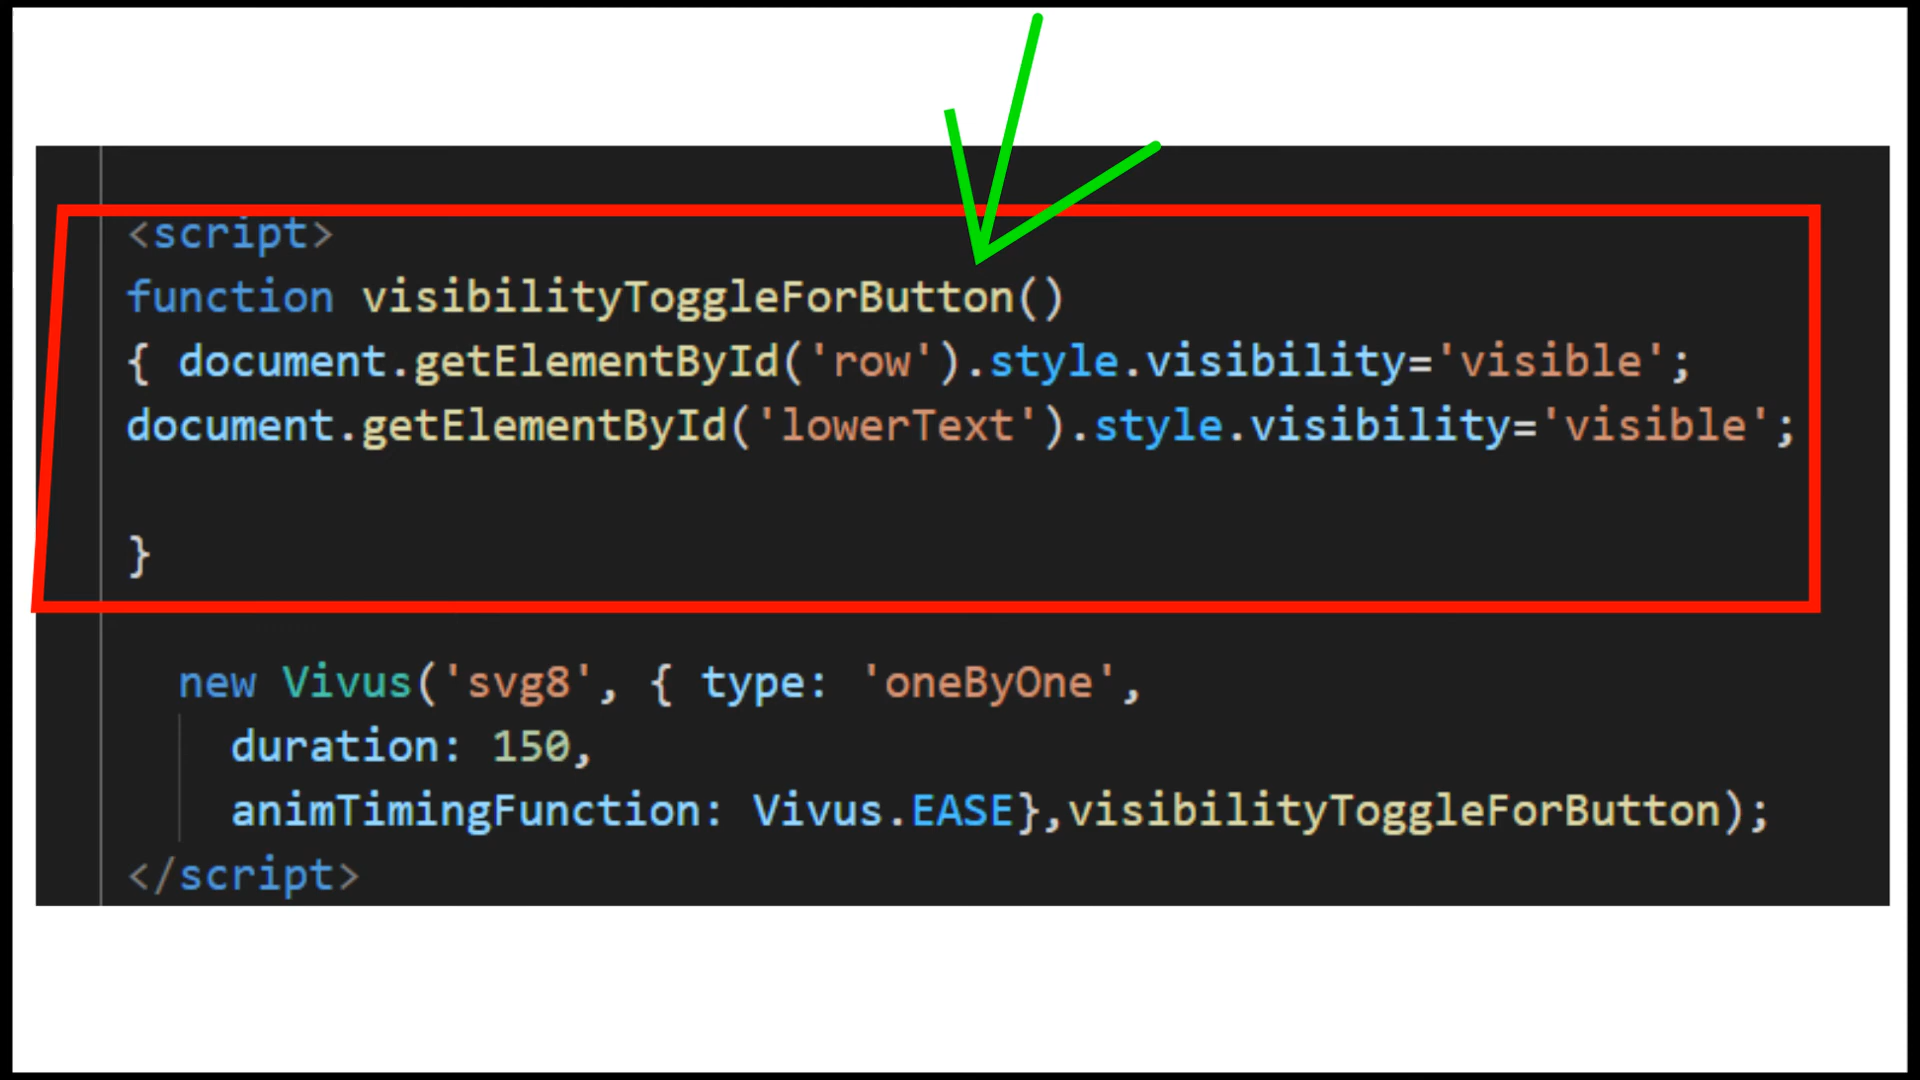 <script>
function visibilityToggleForButton()
{ document.getElementById('row').style.visibility='visible';
document.getElementById('lowerText').style.visibility='visible';
}
new Vivus('svg8', { type: 'oneByOne',
duration: 150,
animTimingFunction: Vivus.EASE},visibilityToggleForButton);
</script>